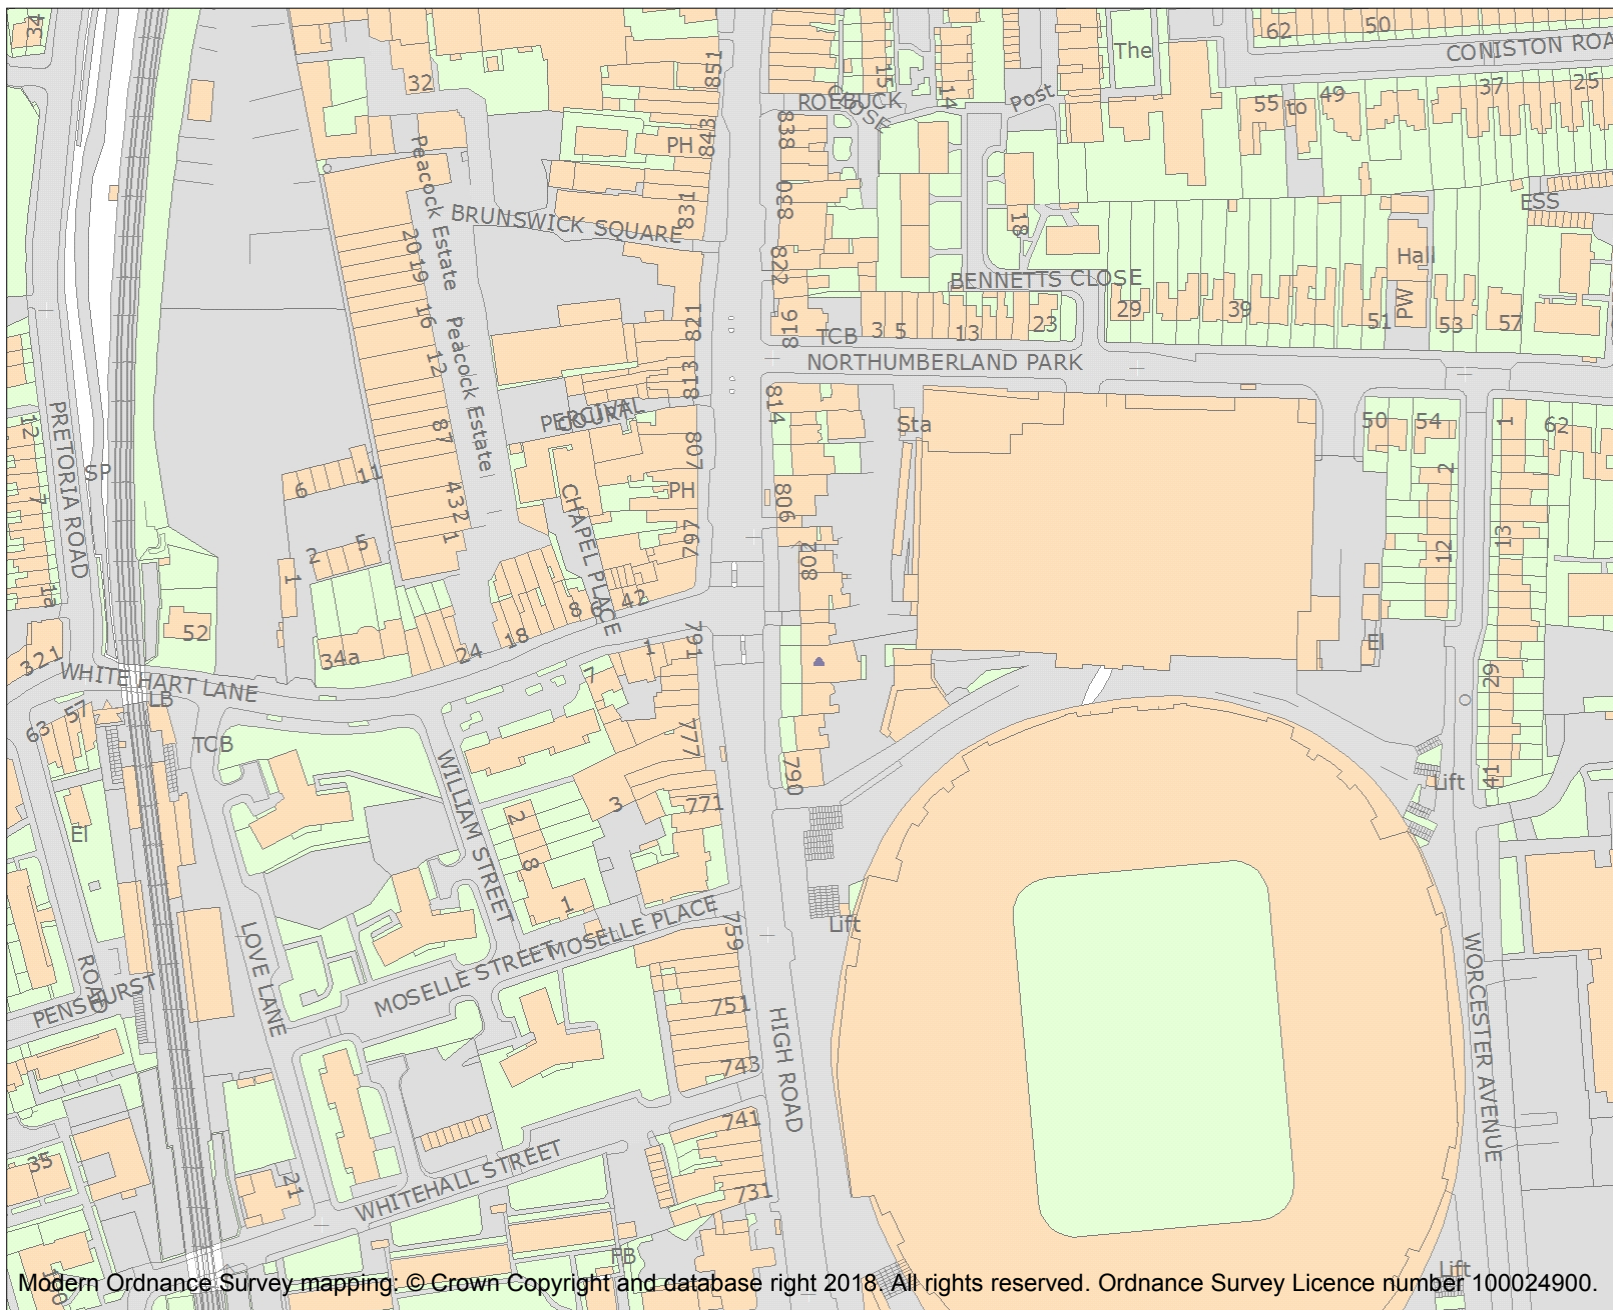 34
32
851
843
PH
831
Peacock Estate
BRUNSWICK SQUARE
20
19
16
12
Peacock Estate
87
4
3
2
1
11
6
2
5
1
34a
52
821
813
PERCIVAL
COURT
807
PH
797
CHAPEL PLACE
42
8
6
18
24
7
1
791
777
771
3
2
8
1
759
751
743
741
731
838
830
822
816
814
806
802
790
ROEBUCK
CLOSE
15
14
Post
The
18
BENNETTS CLOSE
TCB
3
5
13
23
NORTHUMBERLAND PARK
Sta
62
50
CONISTON ROA
55 to
49
37
25
ESS
Hall
PW
29
39
51
53
57
50
54
2
12
1
62
13
29
41
El
Lift
Lift
Lift
PRETORIA ROAD
SP
12
7
1a
321
WHITE HART LANE
LB
TCB
63
57
El
WILLIAM STREET
LOVE LANE
MOSELLE STREET
MOSELLE PLACE
PENSHURST
ROAD
WHITEHALL STREET
21
35
FB
HIGH ROAD
WORCESTER AVENUE
Modern Ordnance Survey mapping: © Crown Copyright and database right 2018. All rights reserved. Ordnance Survey Licence number 100024900.